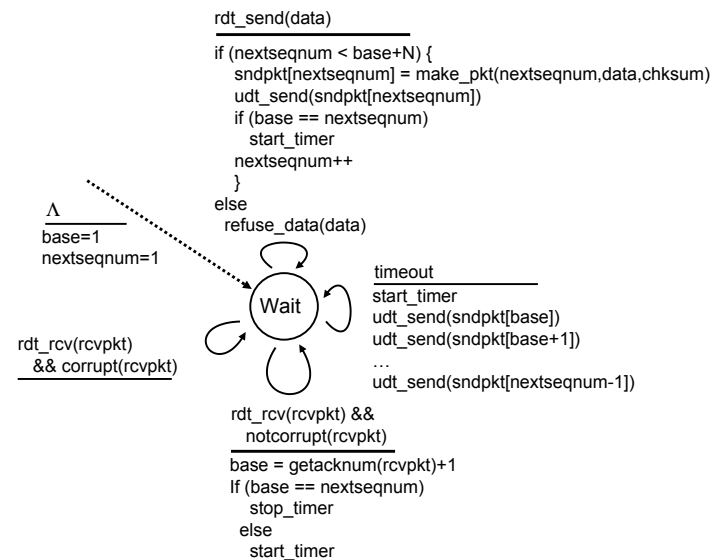 rdt_send(data)
if (nextseqnum < base+N) {
sndpkt[nextseqnum] = make_pkt(nextseqnum,data,chksum)
udt_send(sndpkt[nextseqnum])
if (base == nextseqnum)
start_timer
nextseqnum++
}
else
refuse_data(data)
Λ
base=1
nextseqnum=1
Wait
timeout
start_timer
udt_send(sndpkt[base])
udt_send(sndpkt[base+1])
…
udt_send(sndpkt[nextseqnum-1])
rdt_rcv(rcvpkt)
&& corrupt(rcvpkt)
rdt_rcv(rcvpkt) &&
notcorrupt(rcvpkt)
base = getacknum(rcvpkt)+1
If (base == nextseqnum)
stop_timer
else
start_timer